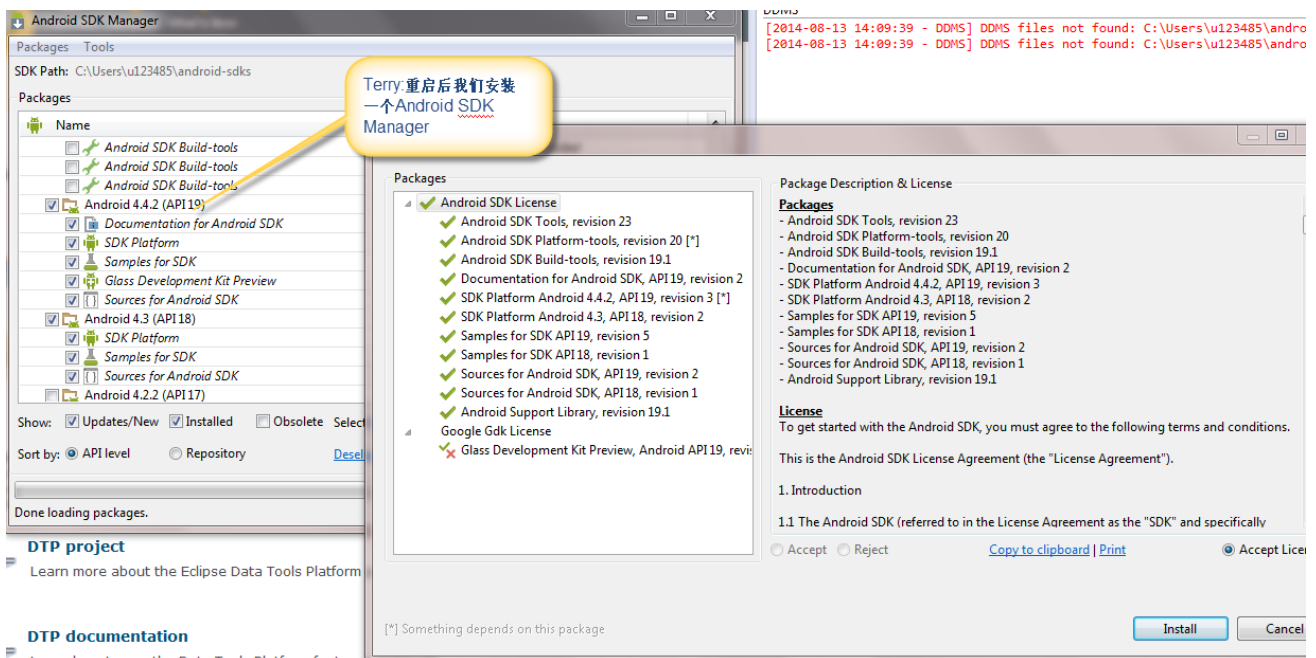 Android SDK Manager
Packages Tools
SDK Path: C:\Users\u123485\android-sdks
Packages
Name
Android SDK Build-tools
Android SDK Build-tools
Android SDK Build-tools
Android 4.4.2 (API 19)
Documentation for Android SDK
SDK Platform
Samples for SDK
Glass Development Kit Preview
Sources for Android SDK
Android 4.3 (API 18)
SDK Platform
Samples for SDK
Sources for Android SDK
Android 4.2.2 (API 17)
Show: Updates/New Installed Obsolete Select
Sort by: API level Repository Desel
Done loading packages.
DTP project
Learn more about the Eclipse Data Tools Platform
DTP documentation
Terry:重启后我们安装
一个Android SDK
Manager
DDMS
[2014-08-13 14:09:39 - DDMS] DDMS files not found: C:\Users\u123485\andro
[2014-08-13 14:09:39 - DDMS] DDMS files not found: C:\Users\u123485\andro
Packages
Android SDK License
Android SDK Tools, revision 23
Android SDK Platform-tools, revision 20 [*]
Android SDK Build-tools, revision 19.1
Documentation for Android SDK, API 19, revision 2
SDK Platform Android 4.4.2, API 19, revision 3 [*]
SDK Platform Android 4.3, API 18, revision 2
Samples for SDK API 19, revision 5
Samples for SDK API 18, revision 1
Sources for Android SDK, API 19, revision 2
Sources for Android SDK, API 18, revision 1
Android Support Library, revision 19.1
Google Gdk License
Glass Development Kit Preview, Android API 19, revi
Package Description & License
Packages
- Android SDK Tools, revision 23
- Android SDK Platform-tools, revision 20
- Android SDK Build-tools, revision 19.1
- Documentation for Android SDK, API 19, revision 2
- SDK Platform Android 4.4.2, API 19, revision 3
- SDK Platform Android 4.3, API 18, revision 2
- Samples for SDK API 19, revision 5
- Samples for SDK API 18, revision 1
- Sources for Android SDK, API 19, revision 2
- Sources for Android SDK, API 18, revision 1
- Android Support Library, revision 19.1
License
To get started with the Android SDK, you must agree to the following terms and conditions.
This is the Android SDK License Agreement (the "License Agreement").
1. Introduction
1.1 The Android SDK (referred to in the License Agreement as the "SDK" and specifically
Accept Reject Copy to clipboard | Print Accept Licen
[*] Something depends on this package
Install Cancel